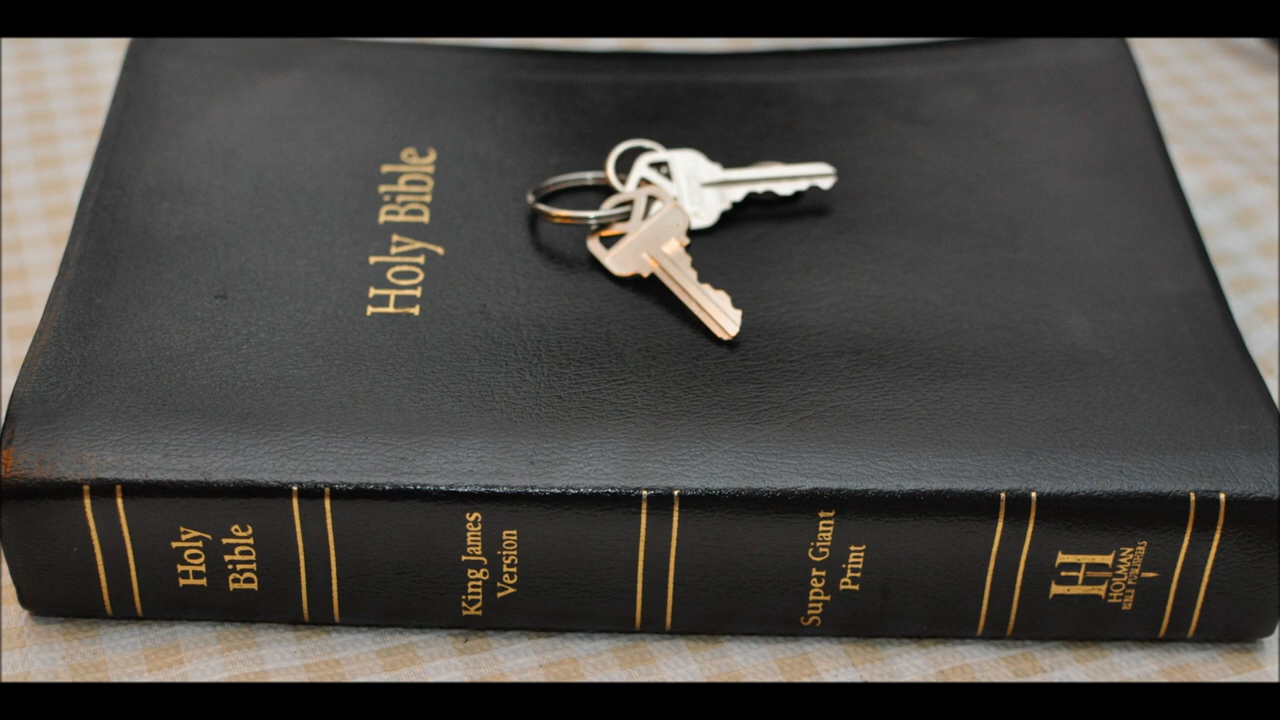 Holy Bible
Holy
Bible
King James
Version
Super Giant
Print
HOLMAN
BIBLE PUBLISHERS